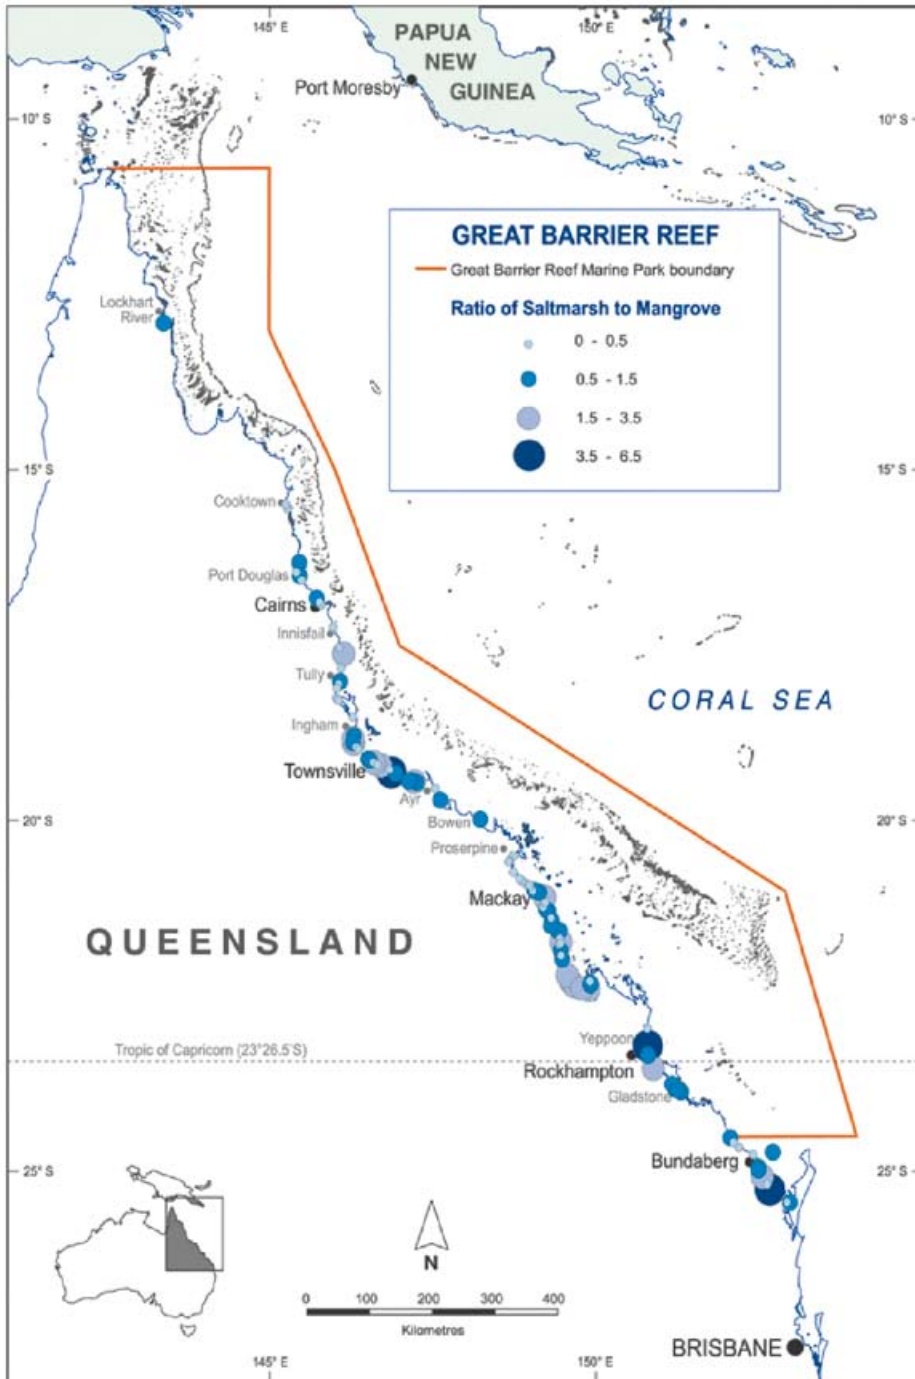 145° E
150° E
PAPUA
NEW
GUINEA
Port Moresby
10° S
10° S
GREAT BARRIER REEF
Great Barrier Reef Marine Park boundary
Ratio of Saltmarsh to Mangrove
0 - 0.5
0.5 - 1.5
1.5 - 3.5
3.5 - 6.5
Lockhart
River
15° S
15° S
Cooktown
Port Douglas
Cairns
Innisfail
Tully
CORAL SEA
Ingham
Townsville
Ayr
20° S
20° S
Bowen
Proserpine
Mackay
QUEENSLAND
Yeppoon
Tropic of Capricorn (23°26.5'S)
Rockhampton
Gladstone
Bundaberg
25° S
25° S
N
0 100 200 300 400
Kilometres
BRISBANE
145° E
150° E